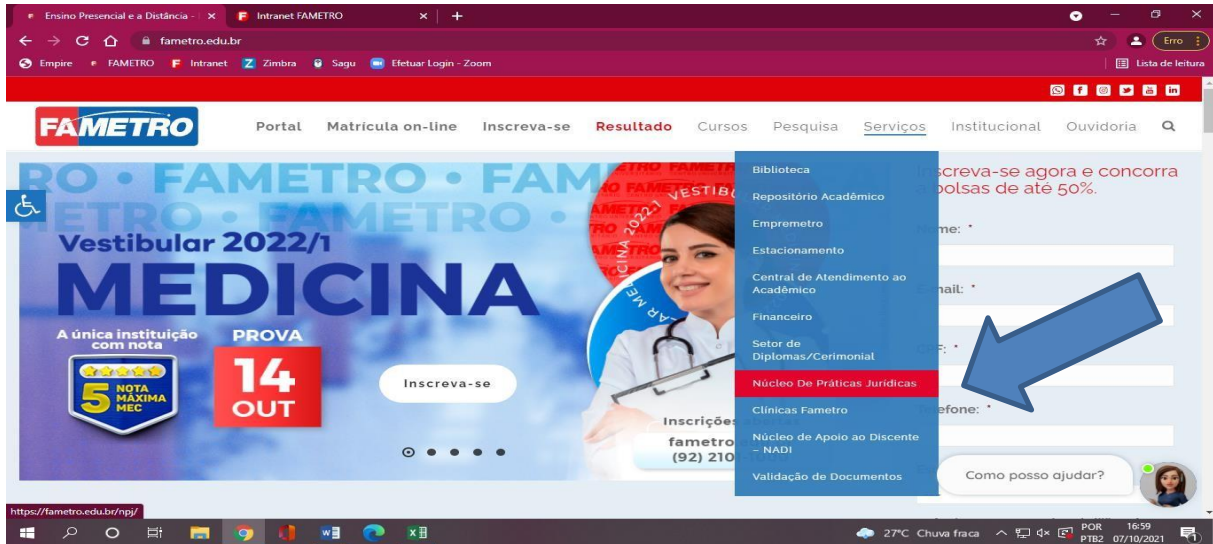 Ensino Presencial e a Distância -
Intranet FAMETRO
fametro.edu.br
Erro
Empire
FAMETRO
Intranet
Zimbra
Sagu
Efetuar Login - Zoom
Lista de leitura
FAMETRO
Portal
Matrícula on-line
Inscreva-se
Resultado
Cursos
Pesquisa
Serviços
Institucional
Ouvidoria
RO • FAMETRO • FAM
ETRO • FAMETRO •
Vestibular 2022/1
MEDICINA
A única instituição
com nota
5 NOTA
MÁXIMA
MEC
PROVA
14
OUT
Inscreva-se
Inscrições
fametro
(92) 210
Biblioteca
Repositório Acadêmico
Empremetro
Estacionamento
Central de Atendimento ao
Acadêmico
Financeiro
Setor de
Diplomas/Cerimonial
Núcleo De Práticas Jurídicas
Clínicas Fametro
Núcleo de Apoio ao Discente
– NADI
Validação de Documentos
nscreva-se agora e concorra
bolsas de até 50%.
ome: *
mail: *
CPF: *
efone: *
Como posso ajudar?
https://fametro.edu.br/npj/
27°C Chuva fraca
POR
PTB2
16:59
07/10/2021